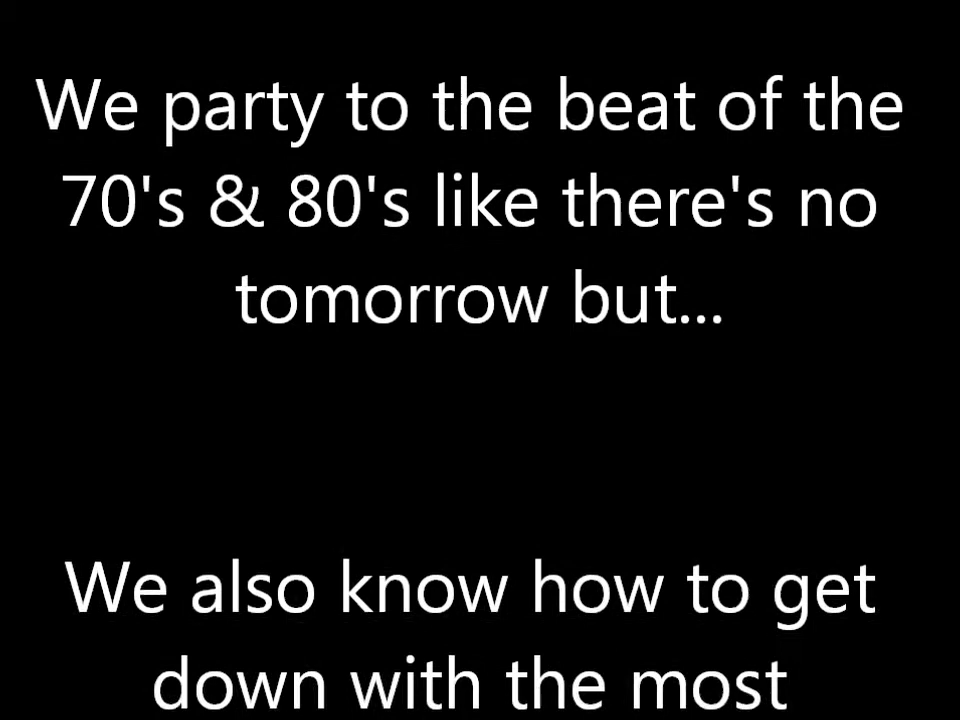 We party to the beat of the
70's & 80's like there's no
tomorrow but...
We also know how to get
down with the most